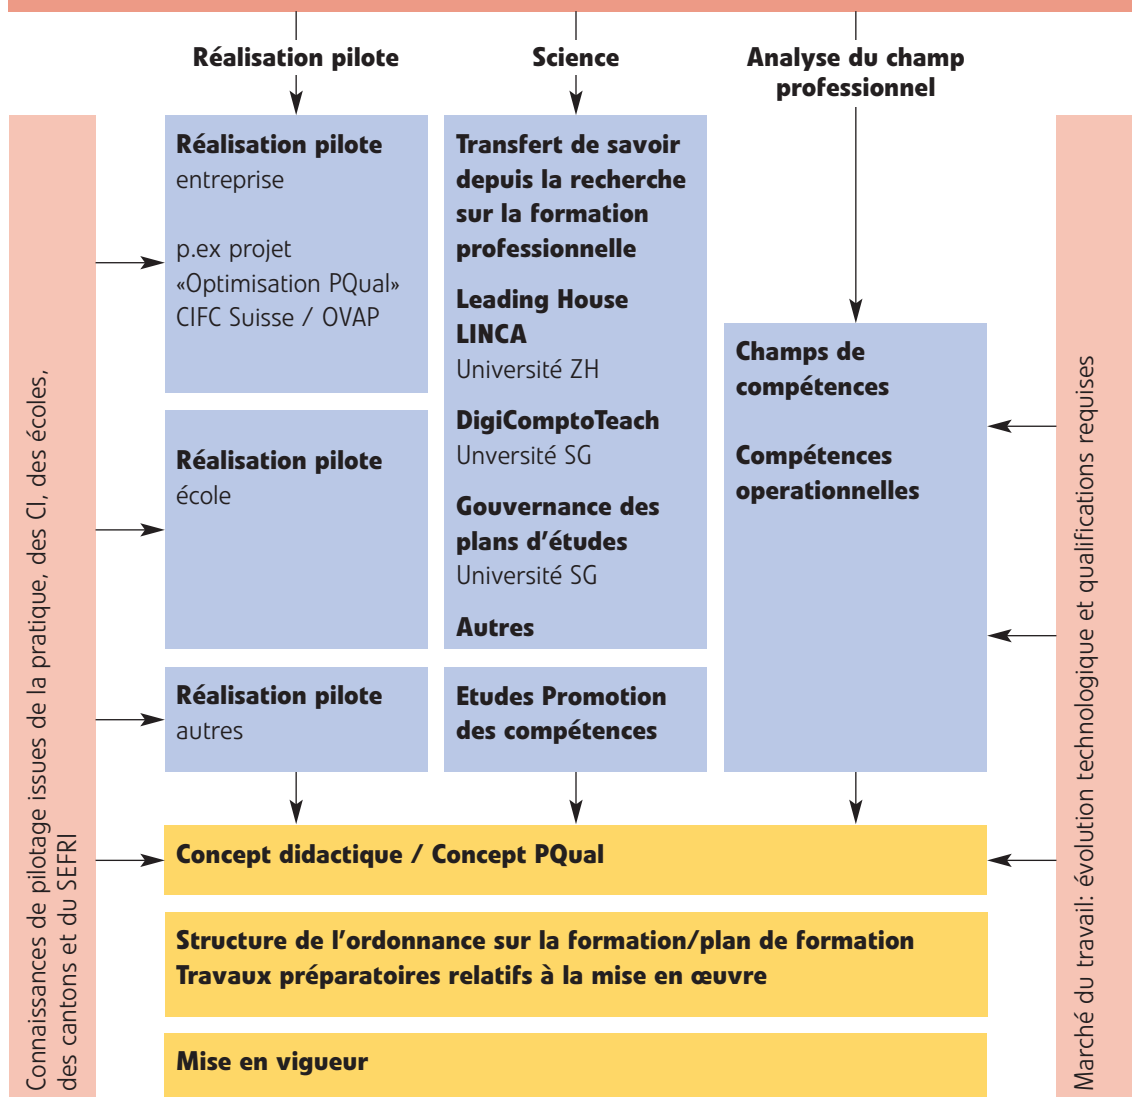 Réalisation pilote
Science
Analyse du champ
professionnel
Connaissances de pilotage issues de la pratique, des CI, des écoles,
des cantons et du SEFRI
Réalisation pilote
entreprise
p.ex projet
«Optimisation PQual»
CIFC Suisse / OVAP
Réalisation pilote
école
Réalisation pilote
autres
Transfert de savoir
depuis la recherche
sur la formation
professionnelle
Leading House
LINCA
Université ZH
DigiComptoTeach
Unversité SG
Gouvernance des
plans d’études
Université SG
Autres
Etudes Promotion
des compétences
Champs de
compétences
Compétences
operationnelles
Marché du travail: évolution technologique et qualifications requises
Concept didactique / Concept PQual
Structure de l’ordonnance sur la formation/plan de formation
Travaux préparatoires relatifs à la mise en œuvre
Mise en vigueur